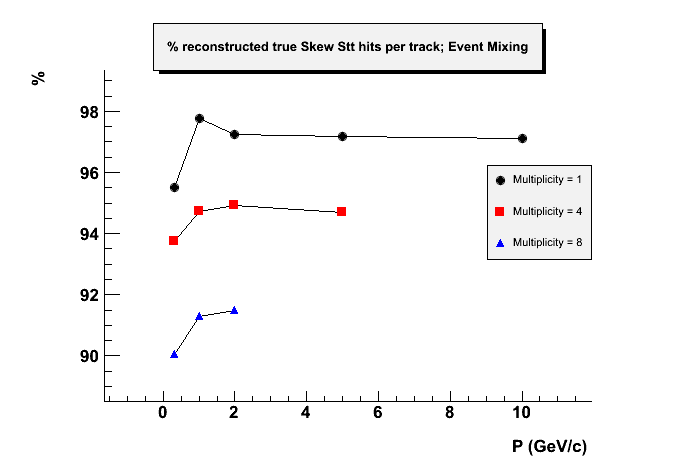 % reconstructed true Skew Stt hits per track; Event Mixing
%
98
96
94
92
90
Multiplicity = 1
Multiplicity = 4
Multiplicity = 8
0 2 4 6 8 10
P (GeV/c)